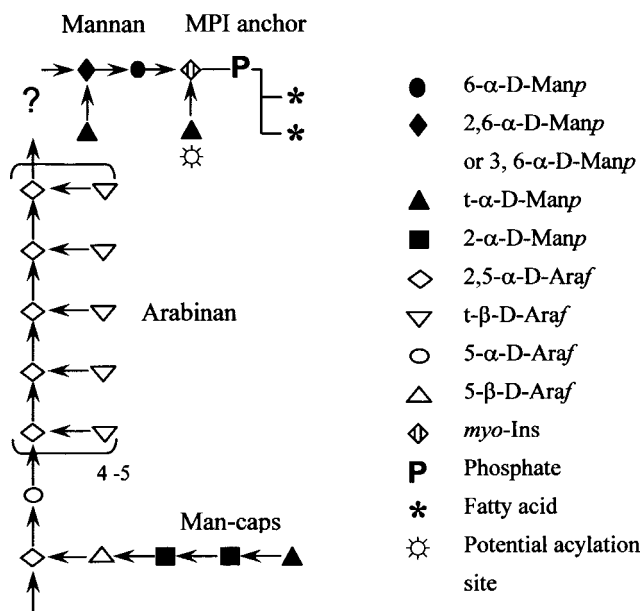 Mannan MPI anchor
P
*
?
*
Arabinan
4 -5
Man-caps
6-α-D-Manp
2,6-α-D-Manp
or 3, 6-α-D-Manp
t-α-D-Manp
2-α-D-Manp
2,5-α-D-Araf
t-β-D-Araf
5-α-D-Araf
5-β-D-Araf
myo-Ins
P Phosphate
* Fatty acid
Potential acylation
site